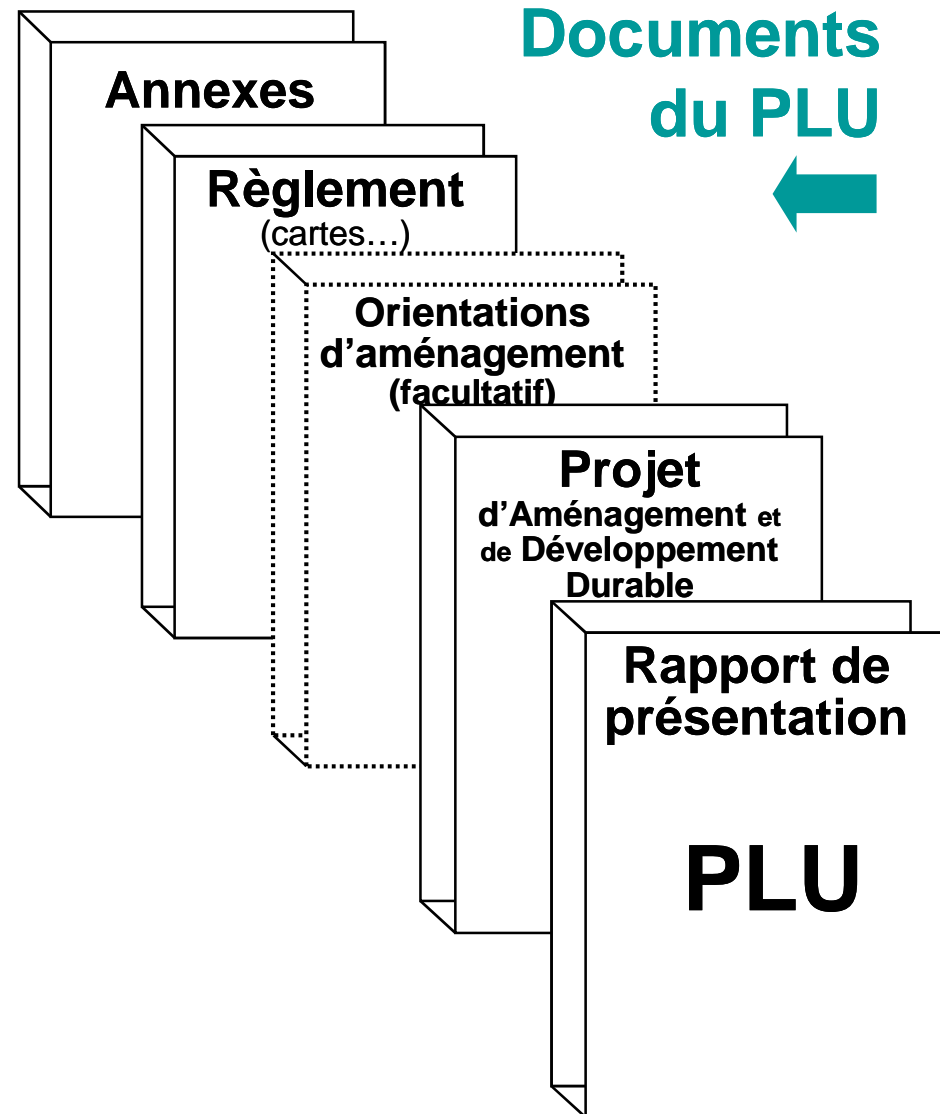 Documents
du PLU
Annexes
Règlement
(cartes…)
Orientations
d’aménagement
(facultatif)
Projet
d’Aménagement et
de Développement
Durable
Rapport de
présentation
PLU